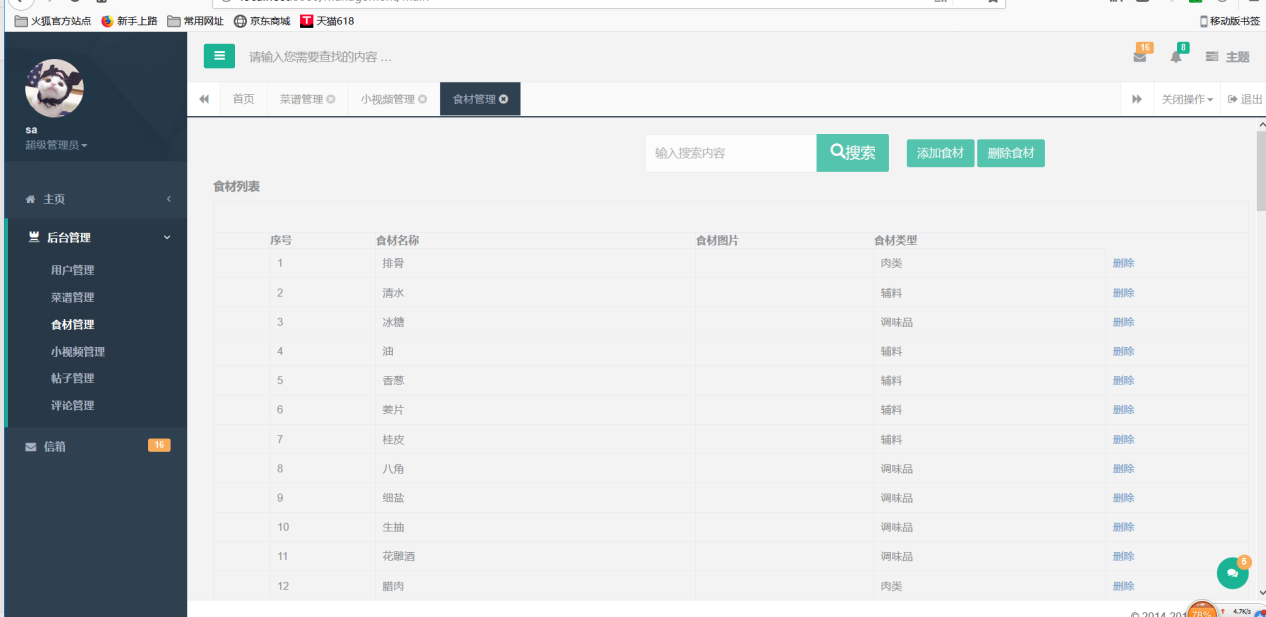 火狐官方站点 新手上路 常用网址 京东商城 T 天猫618 移动版书签
请输入您需要查找的内容 … 16 8 主题
首页 菜谱管理 小视频管理 食材管理 关闭操作 退出
sa
超级管理员
主页
后台管理
用户管理
菜谱管理
食材管理
小视频管理
帖子管理
评论管理
信箱 16
输入搜索内容 搜索 添加食材 删除食材
食材列表
序号 食材名称 食材图片 食材类型
1 排骨 肉类 删除
2 清水 辅料 删除
3 冰糖 调味品 删除
4 油 辅料 删除
5 香葱 辅料 删除
6 姜片 辅料 删除
7 桂皮 辅料 删除
8 八角 调味品 删除
9 细盐 调味品 删除
10 生抽 调味品 删除
11 花雕酒 调味品 删除
12 腊肉 肉类 删除
5
78% 4.7K/s